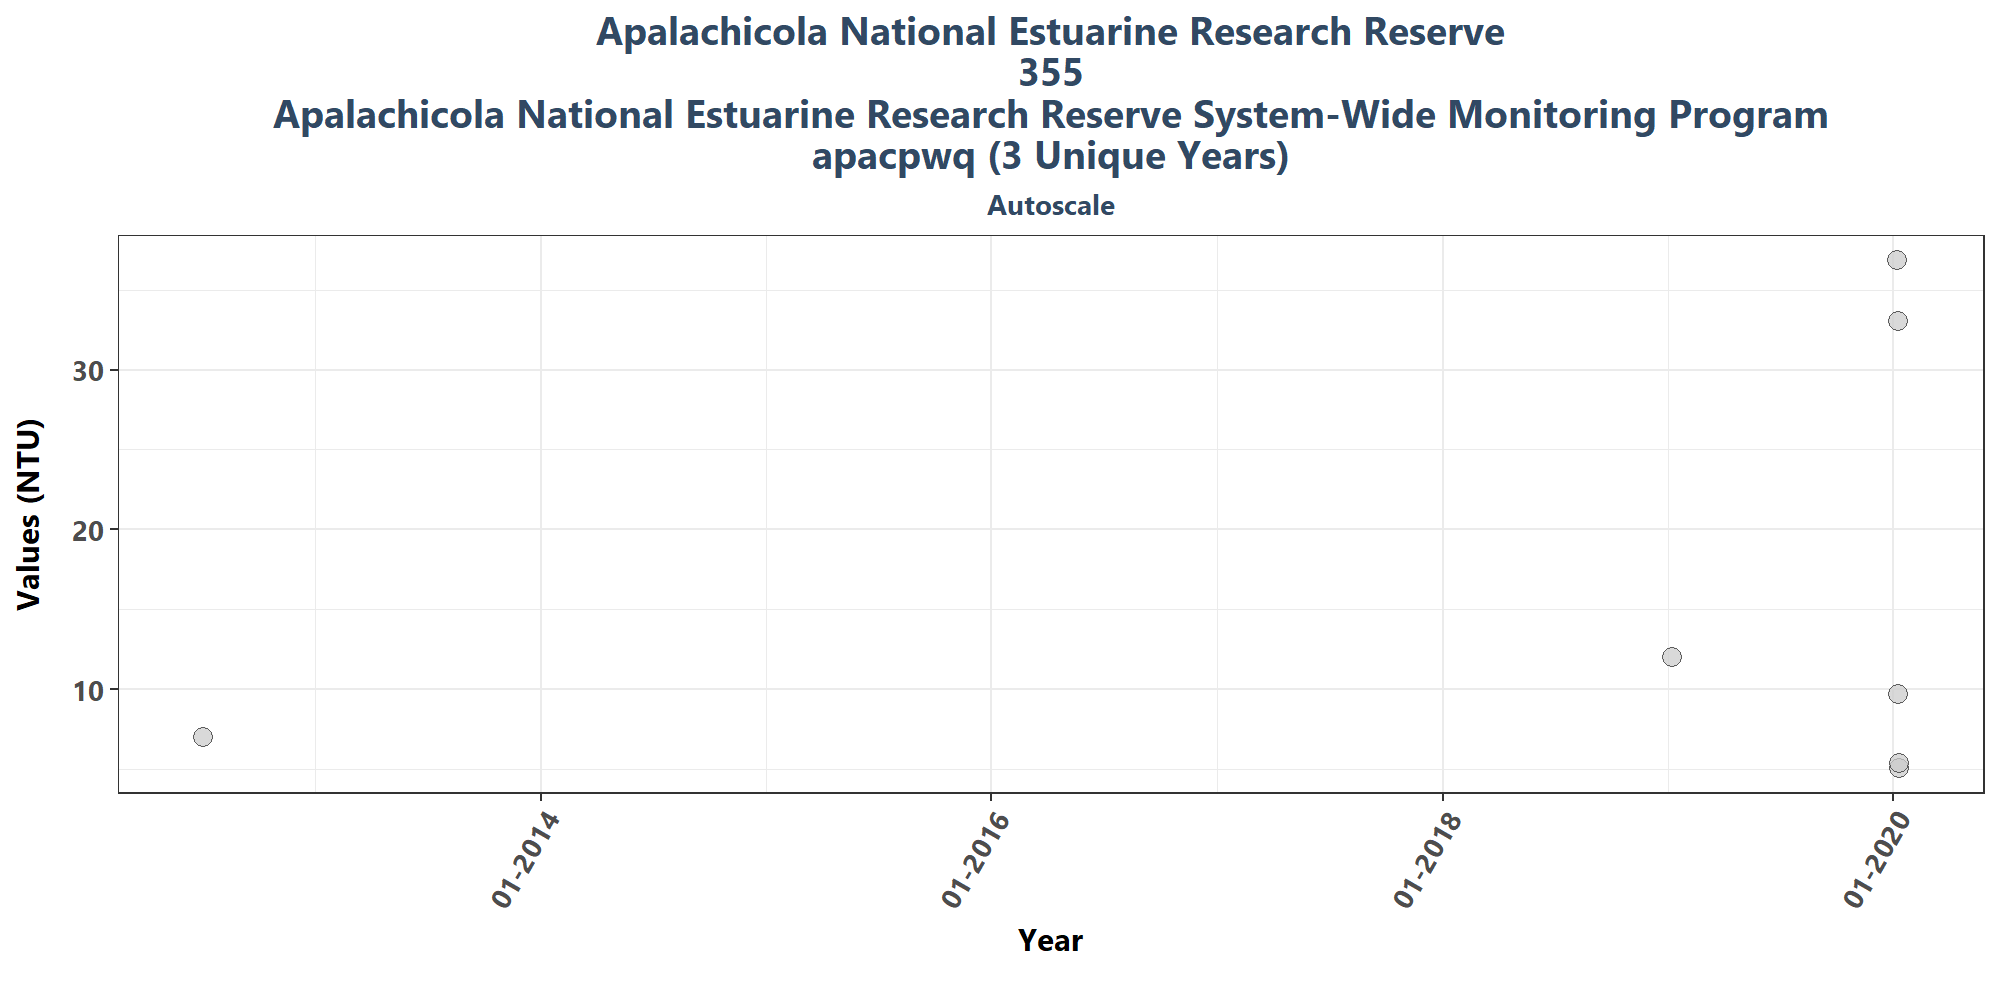 Apalachicola National Estuarine Research Reserve
355
Apalachicola National Estuarine Research Reserve System-Wide Monitoring Program
apacpwq (3 Unique Years)
Autoscale
Values (NTU)
30
20
10
01-2014
01-2016
01-2018
01-2020
Year